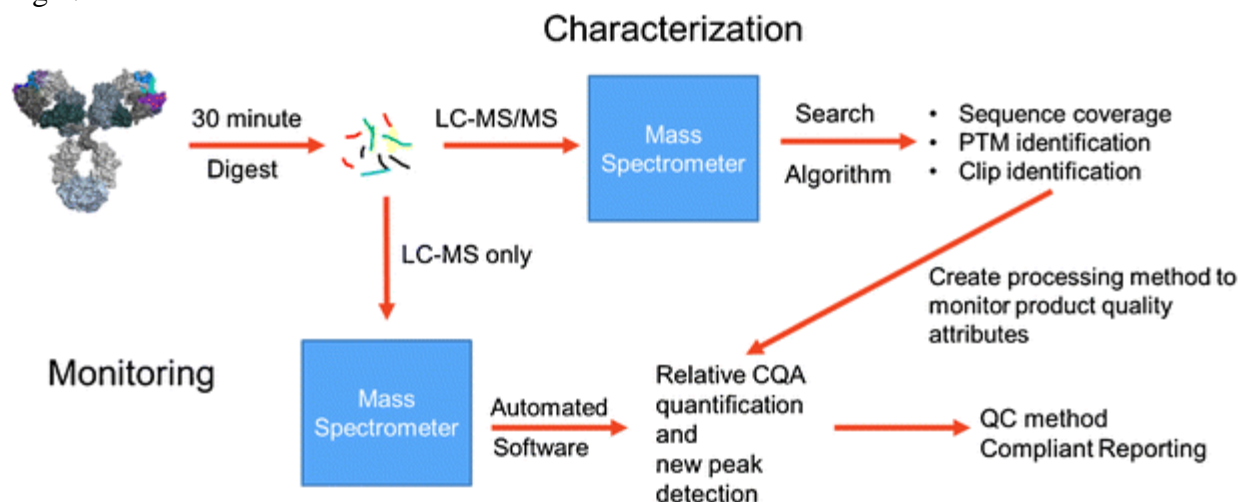 Characterization
30 minute
Digest
LC-MS/MS
Mass
Spectrometer
Search
Algorithm
• Sequence coverage
• PTM identification
• Clip identification
LC-MS only
Create processing method to
monitor product quality
attributes
Monitoring
Mass
Spectrometer
Automated
Software
Relative CQA
quantification
and
new peak
detection
QC method
Compliant Reporting